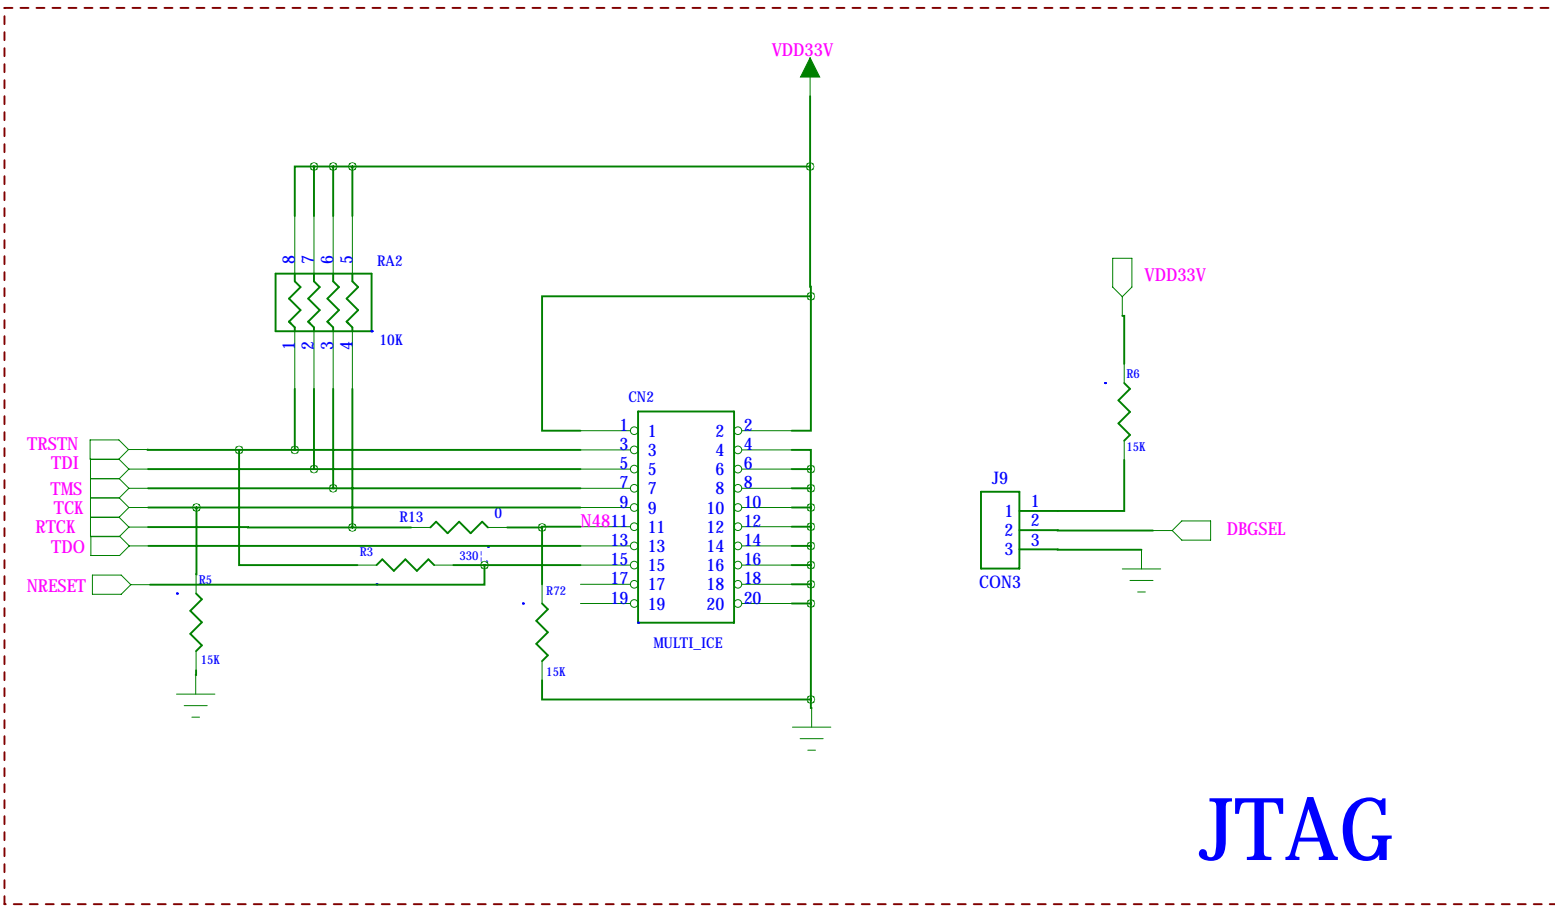 VDD33V
8 7 6 5
RA2
10K
1 2 3 4
VDD33V
R6
15K
CN2
1 1 2 2
TRSTN 3 3 4 4
TDI 5 5 6 6
TMS 7 7 8 8
TCK 9 9 10 10
RTCK R13 0 N48 11 11 12 12
TDO 13 13 14 14
R3 330 15 15 16 16
NRESET 17 17 18 18
19 19 20 20
R5
15K
R72
15K
MULTI_ICE
J9
1 1
2 2 DBGSEL
3 3
CON3
JTAG